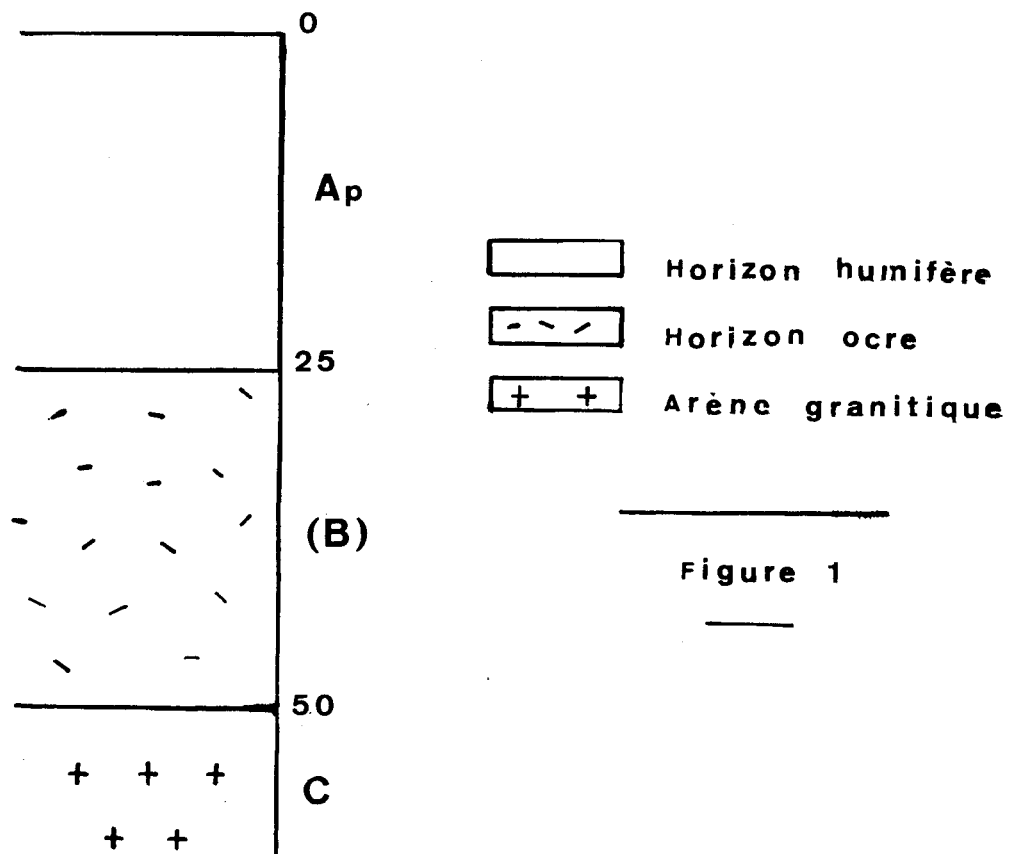 0
Ap
25
(B)
50
C
Horizon humifère
Horizon ocre
Arène granitique
Figure 1